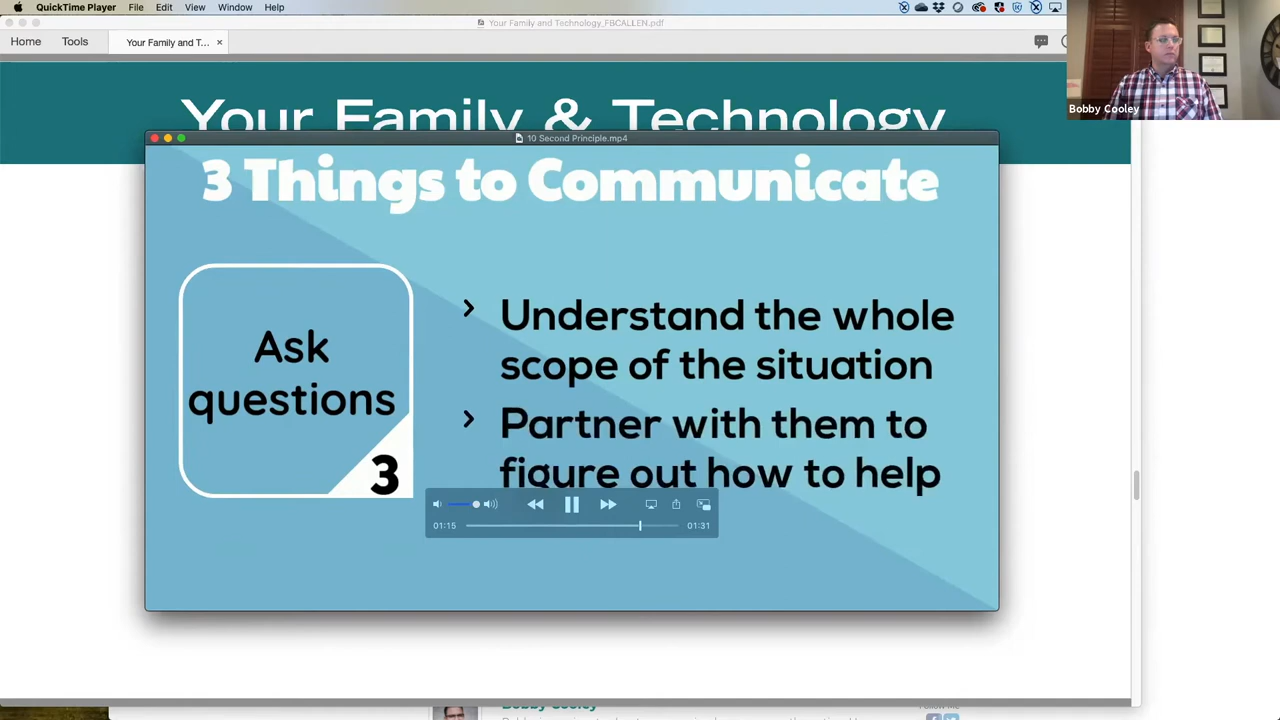 QuickTime Player File Edit View Window Help
Your Family and Technology_FBCALLEN.pdf
Home Tools Your Family and T... ×
Your Family & Technology
10 Second Principle.mp4
3 Things to Communicate
Ask
questions
3
› Understand the whole
scope of the situation
› Partner with them to
figure out how to help
01:15 01:31
Bobby Cooley
Bobby Cooley